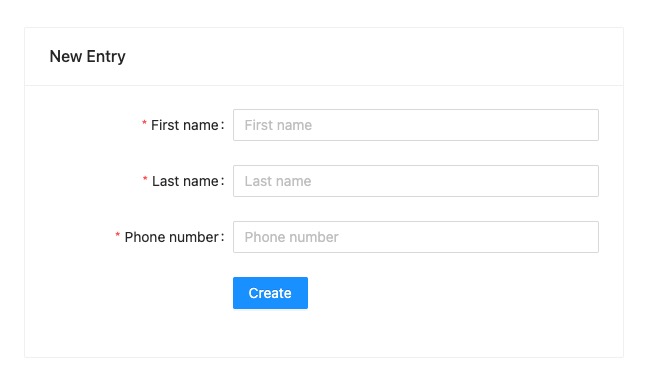 New Entry
* First name: First name
* Last name: Last name
* Phone number: Phone number
Create